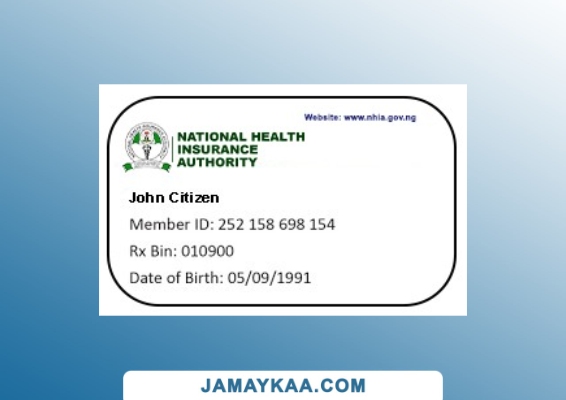 Website: www.nhia.gov.ng
NATIONAL HEALTH
INSURANCE
AUTHORITY
John Citizen
Member ID: 252 158 698 154
Rx Bin: 010900
Date of Birth: 05/09/1991
JAMAYKAA.COM